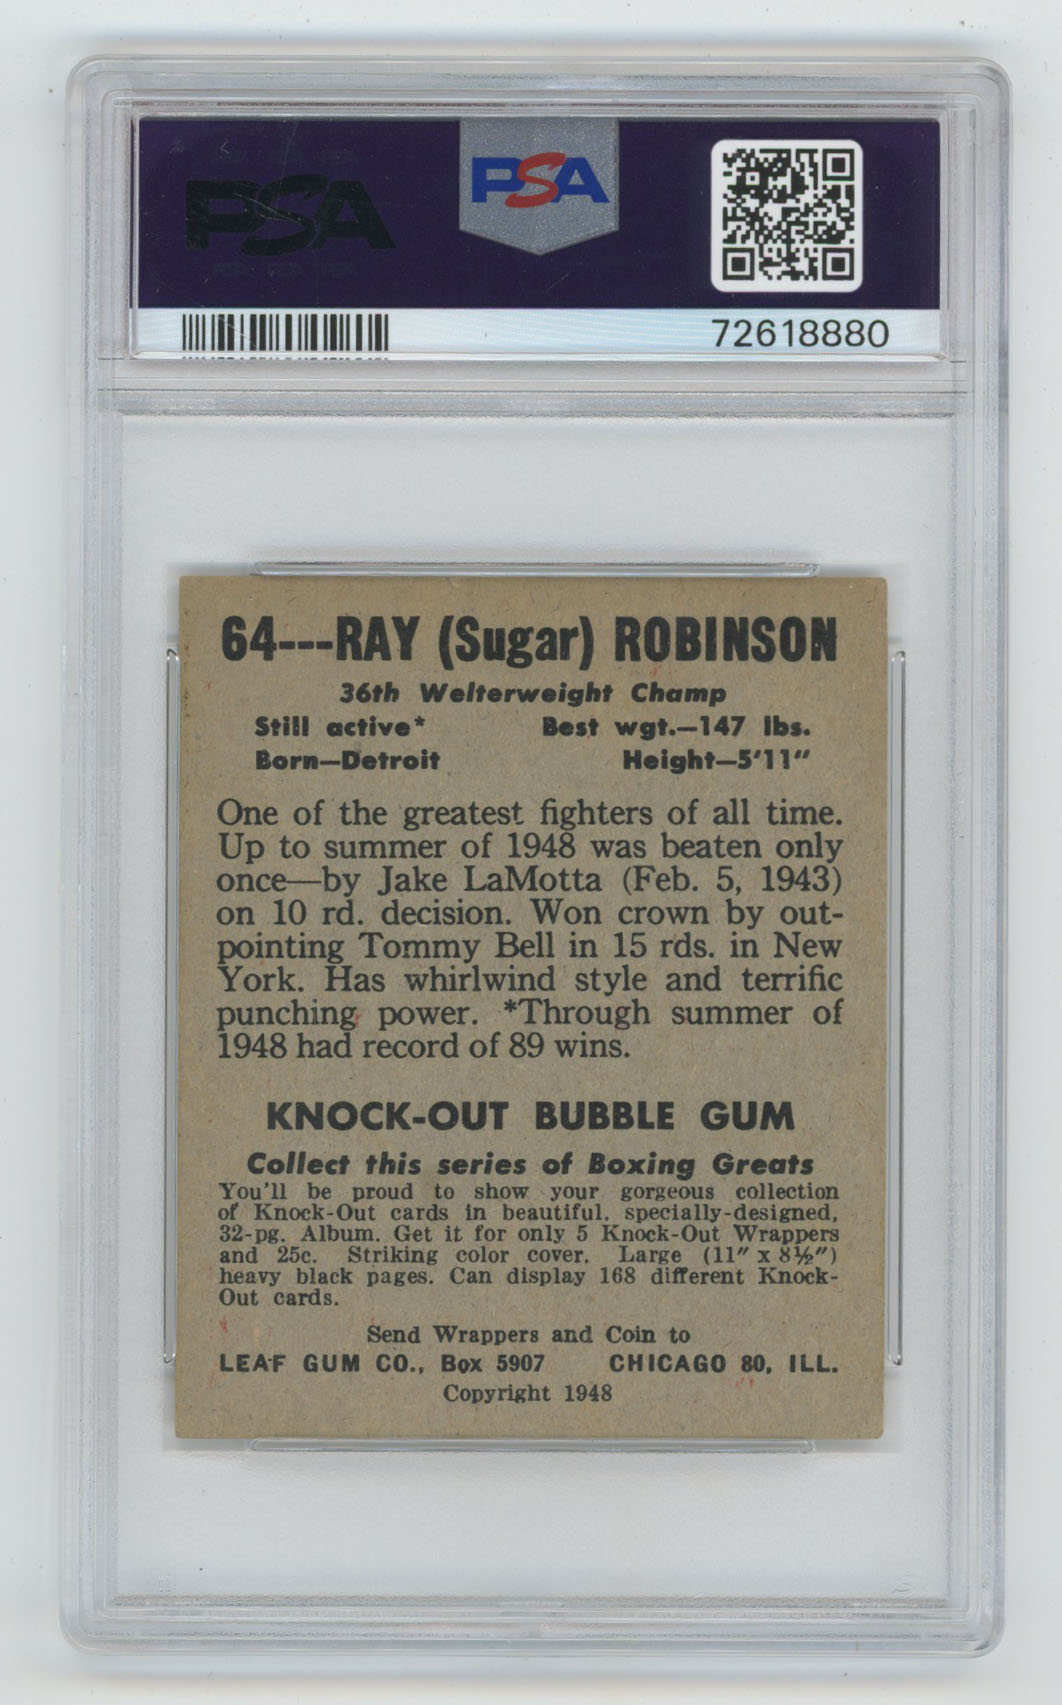 PSA
PSA
72618880
64---RAY (Sugar) ROBINSON
36th Welterweight Champ
Still active* Best wgt.—147 lbs.
Born—Detroit Height—5'11"
One of the greatest fighters of all time.
Up to summer of 1948 was beaten only
once—by Jake LaMotta (Feb. 5, 1943)
on 10 rd. decision. Won crown by out-
pointing Tommy Bell in 15 rds. in New
York. Has whirlwind style and terrific
punching power. *Through summer of
1948 had record of 89 wins.
KNOCK-OUT BUBBLE GUM
Collect this series of Boxing Greats
You'll be proud to show your gorgeous collection
of Knock-Out cards in beautiful, specially-designed,
32-pg. Album. Get it for only 5 Knock-Out Wrappers
and 25c. Striking color cover. Large (11" x 8½")
heavy black pages. Can display 168 different Knock-
Out cards.
Send Wrappers and Coin to
LEAF GUM CO., Box 5907 CHICAGO 80, ILL.
Copyright 1948